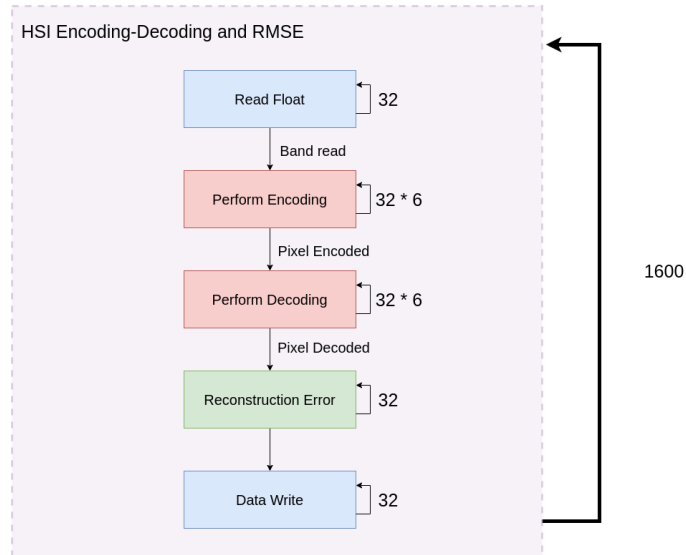 HSI Encoding-Decoding and RMSE
Read Float
32
Band read
Perform Encoding
32 * 6
Pixel Encoded
Perform Decoding
32 * 6
Pixel Decoded
Reconstruction Error
32
Data Write
32
1600